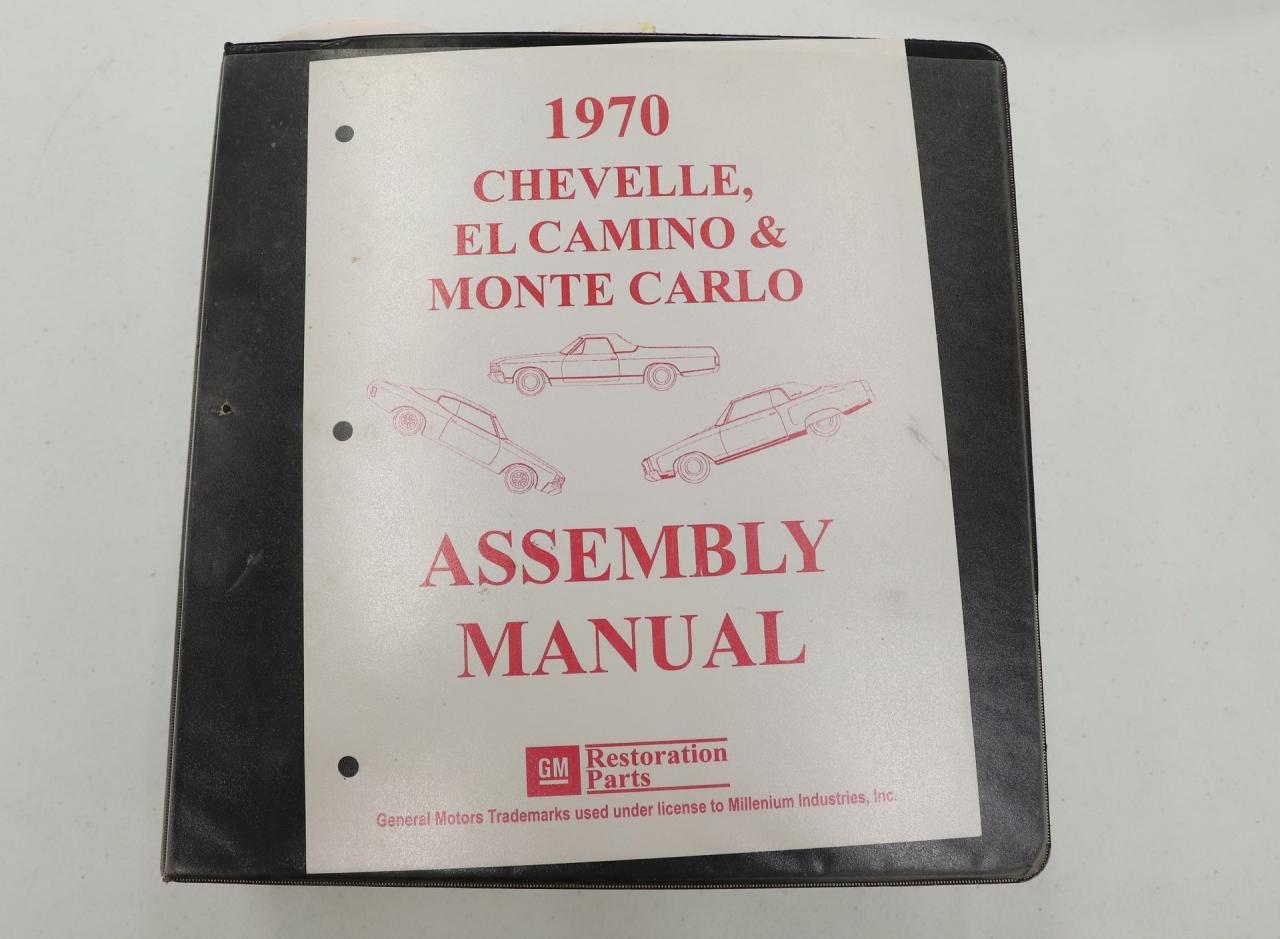 1970
CHEVELLE,
EL CAMINO &
MONTE CARLO
ASSEMBLY
MANUAL
GM Restoration
Parts
General Motors Trademarks used under license to Millenium Industries, Inc.